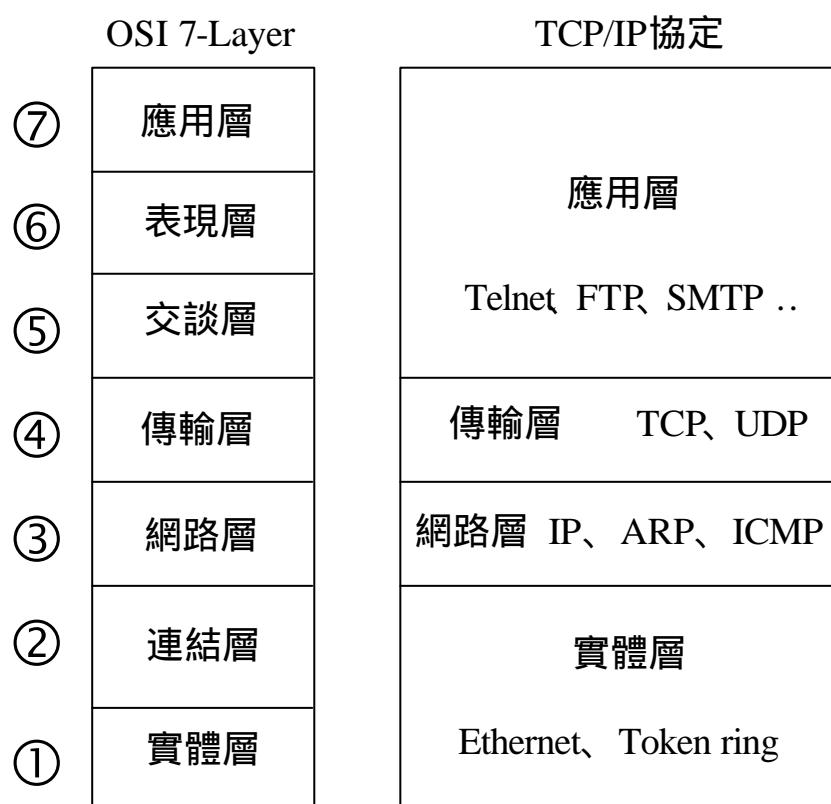 OSI 7-Layer
TCP/IP協定
⑦ 應用層
⑥ 表現層
⑤ 交談層
④ 傳輸層
③ 網路層
② 連結層
① 實體層
應用層
Telnet、FTP、SMTP ..
傳輸層 TCP、UDP
網路層 IP、ARP、ICMP
實體層
Ethernet、Token ring